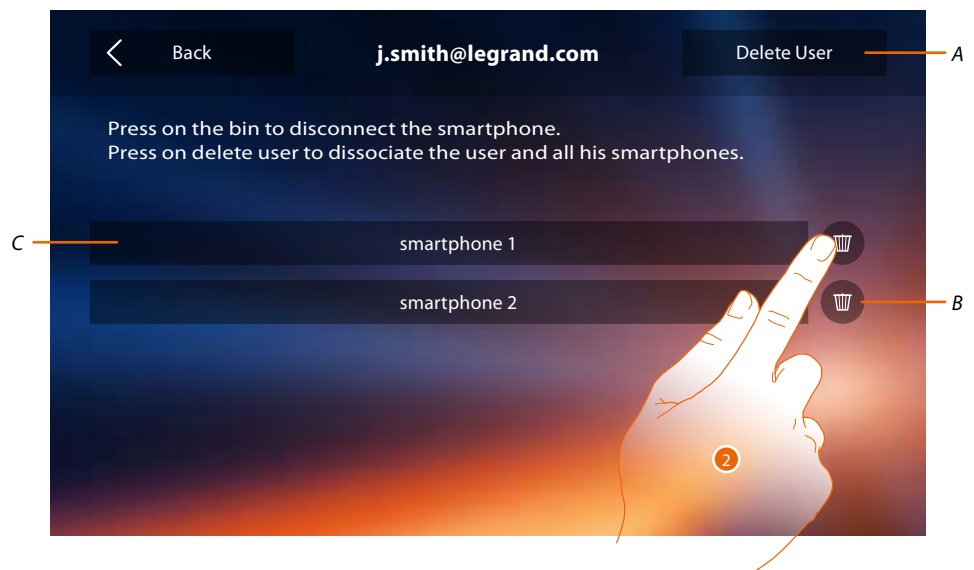 Back
j.smith@legrand.com
Delete User
A
Press on the bin to disconnect the smartphone.
Press on delete user to dissociate the user and all his smartphones.
C
smartphone 1
smartphone 2
B
2